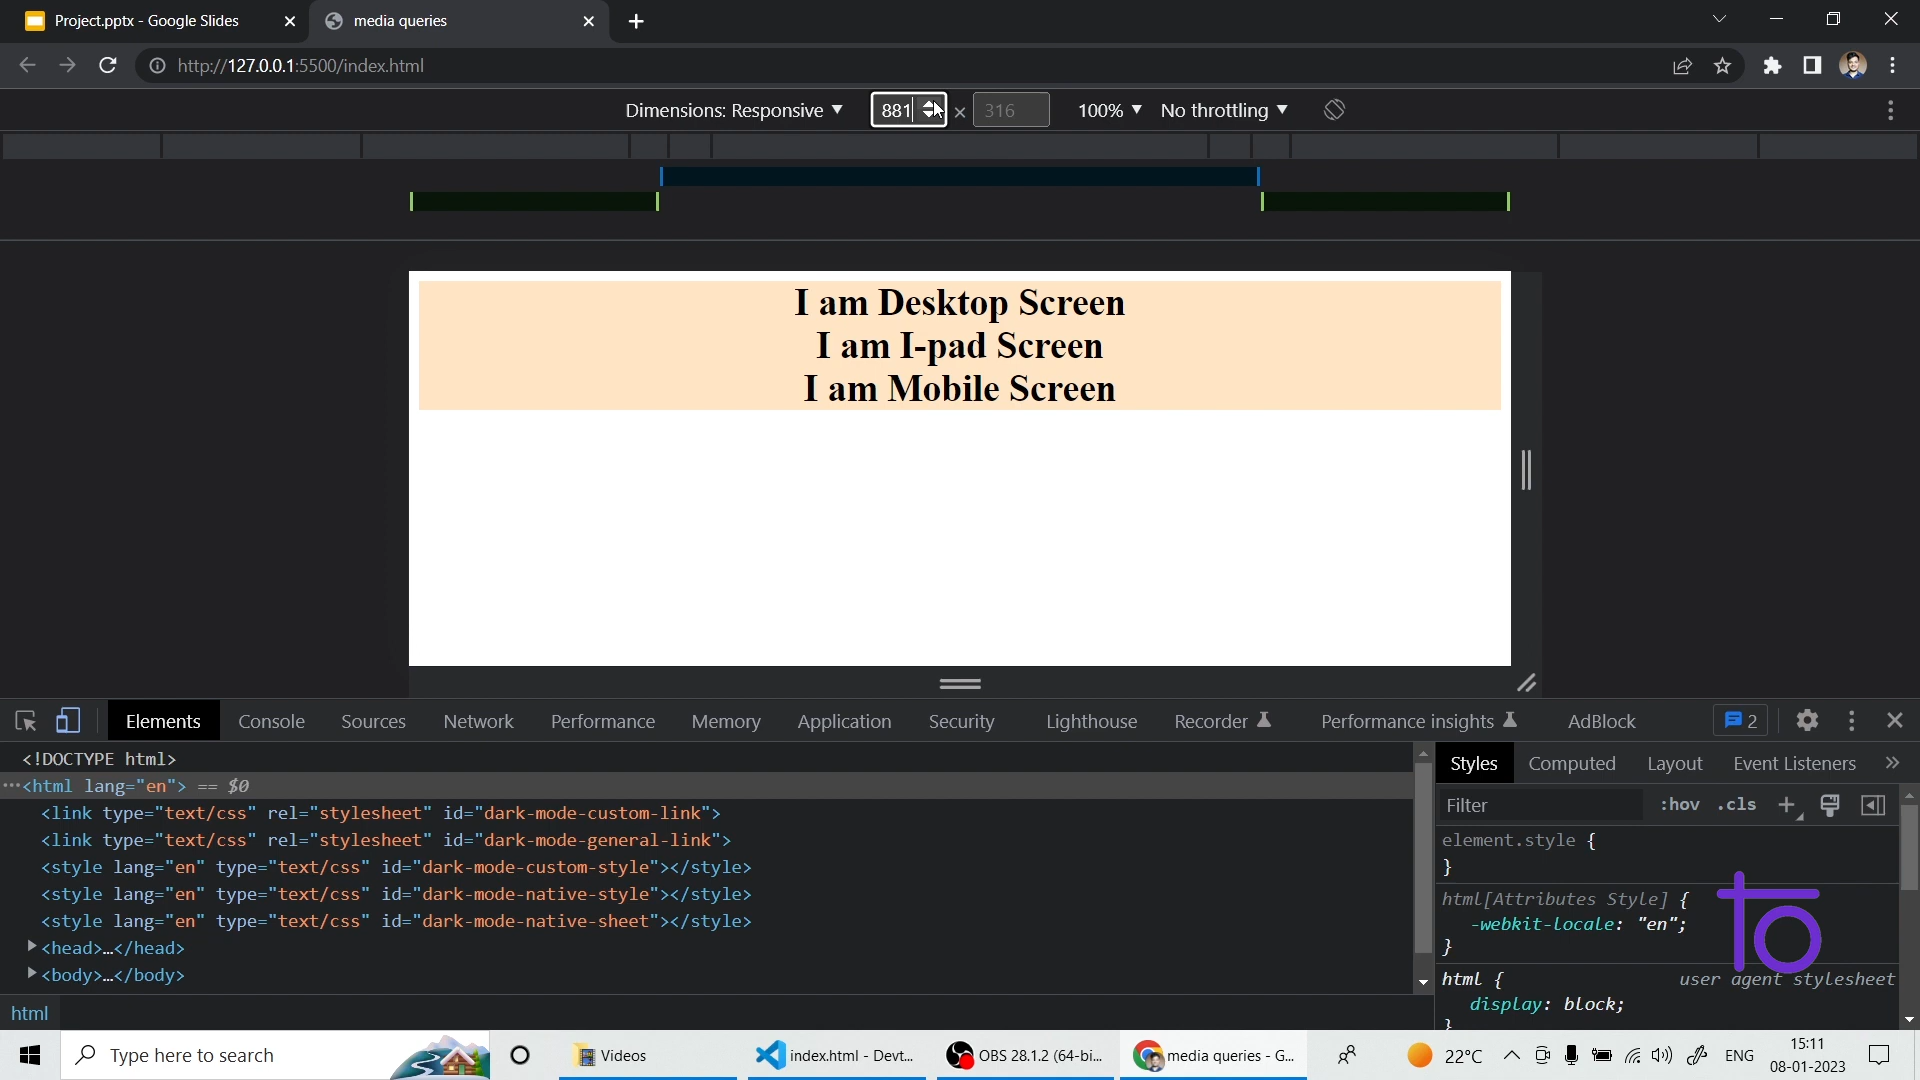 Project.pptx - Google Slides
media queries
http://127.0.0.1:5500/index.html
Dimensions: Responsive 881 × 316 100% No throttling
I am Desktop Screen
I am I-pad Screen
I am Mobile Screen
Elements Console Sources Network Performance Memory Application Security Lighthouse Recorder Performance insights AdBlock 2
<!DOCTYPE html>
…<html lang="en"> == $0
<link type="text/css" rel="stylesheet" id="dark-mode-custom-link">
<link type="text/css" rel="stylesheet" id="dark-mode-general-link">
<style lang="en" type="text/css" id="dark-mode-custom-style"></style>
<style lang="en" type="text/css" id="dark-mode-native-style"></style>
<style lang="en" type="text/css" id="dark-mode-native-sheet"></style>
<head>…</head>
<body>…</body>
html
Styles Computed Layout Event Listeners »
Filter :hov .cls
element.style {
}
html[Attributes Style] {
-webkit-locale: "en";
}
html { user agent stylesheet
display: block;
}
Type here to search
Videos
index.html - Devt...
OBS 28.1.2 (64-bi...
media queries - G...
22°C
ENG
15:11
08-01-2023